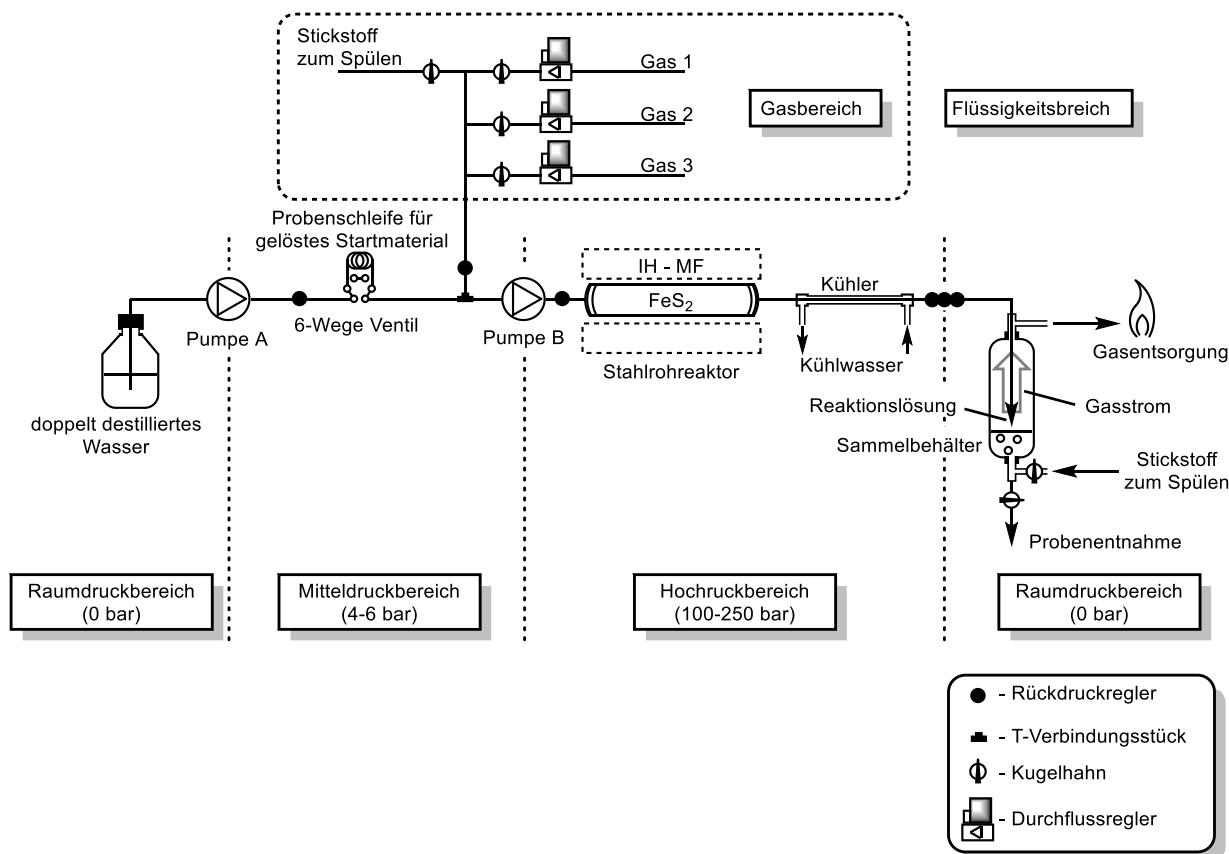 Stickstoff
zum Spülen
Gas 1
Gas 2
Gas 3
Gasbereich
Flüssigkeitsbreich
Probenschleife für
gelöstes Startmaterial
Pumpe A
6-Wege Ventil
Pumpe B
IH - MF
FeS2
Stahlrohreaktor
Kühler
Kühlwasser
Gasentsorgung
Reaktionslösung
Gasstrom
Sammelbehälter
Stickstoff
zum Spülen
Probenentnahme
doppelt destilliertes
Wasser
Raumdruckbereich
(0 bar)
Mitteldruckbereich
(4-6 bar)
Hochruckbereich
(100-250 bar)
Raumdruckbereich
(0 bar)
- Rückdruckregler
- T-Verbindungsstück
- Kugelhahn
- Durchflussregler